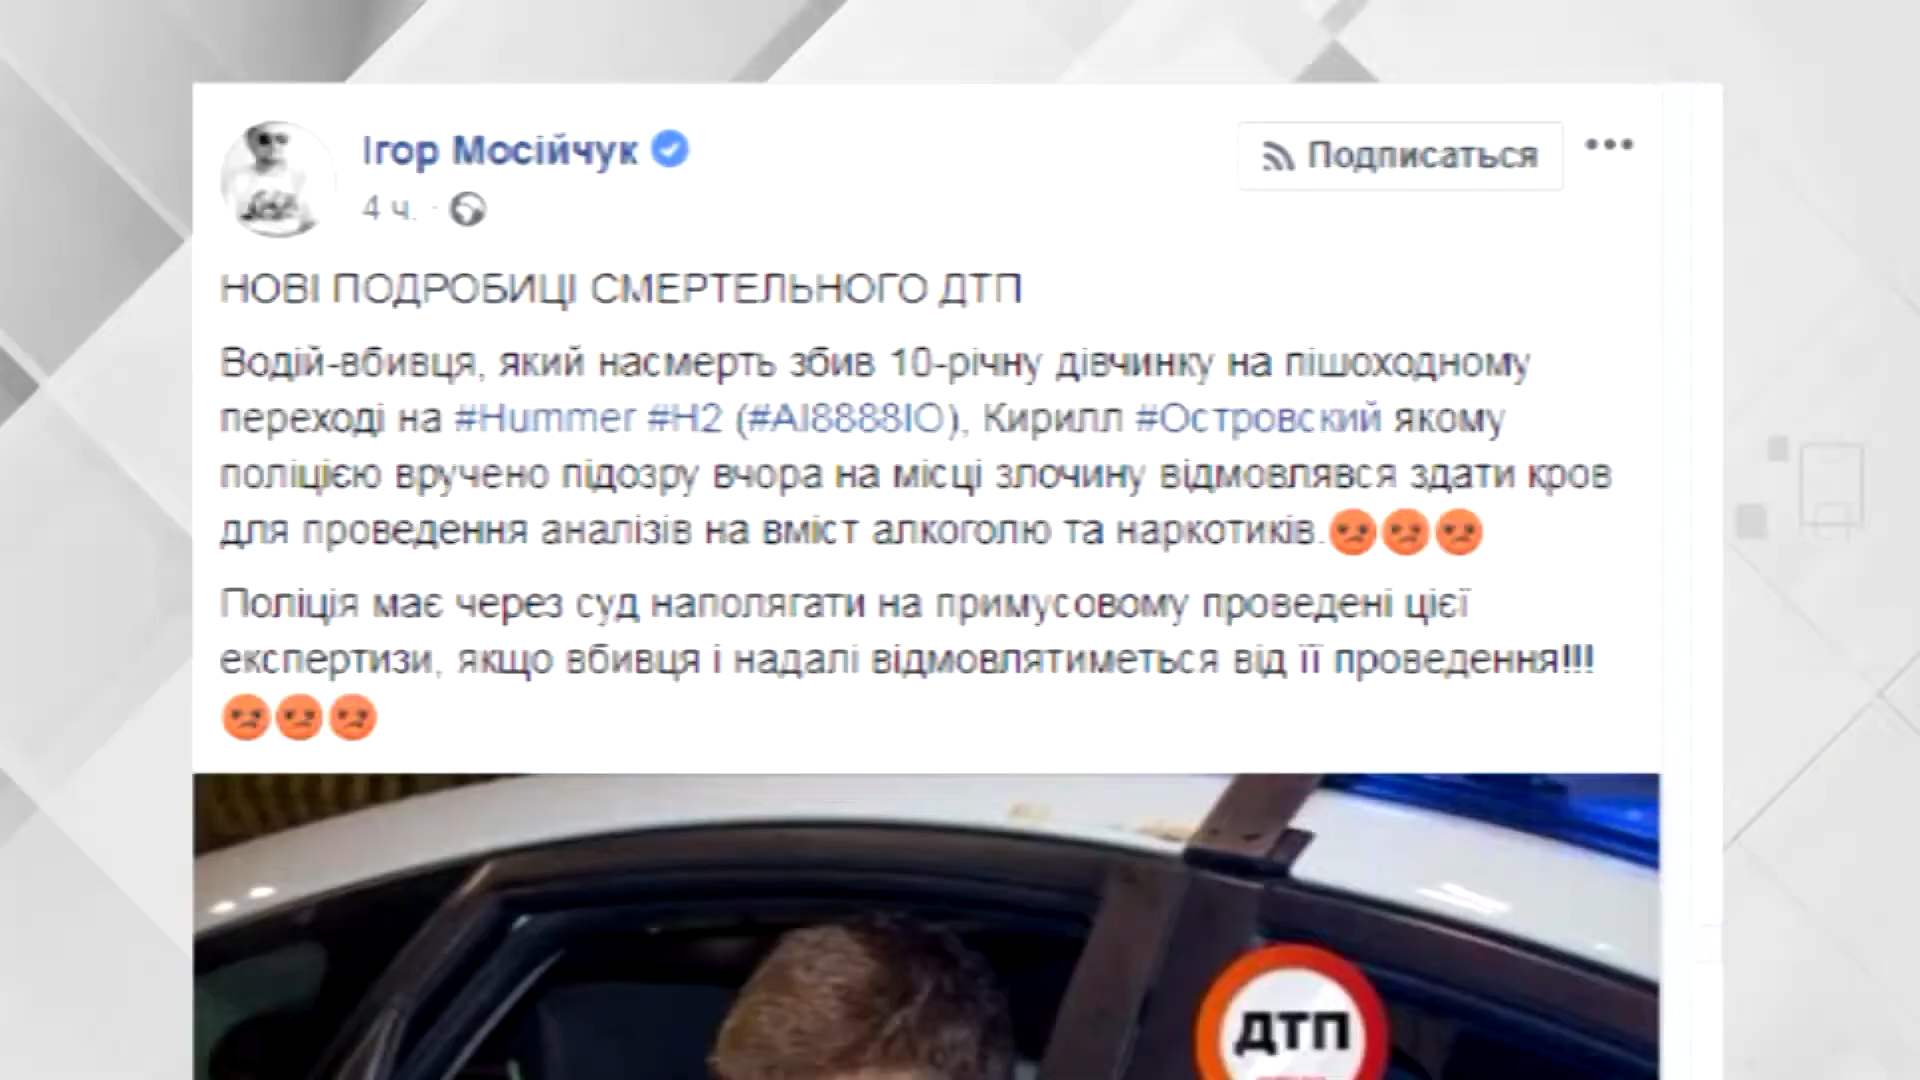 Ігор Мосійчук
Подписаться
4 ч.
НОВІ ПОДРОБИЦІ СМЕРТЕЛЬНОГО ДТП
Водій-вбивця, який насмерть збив 10-річну дівчинку на пішоходному
переході на #Hummer #H2 (#AI8888IO), Кирилл #Островский якому
поліцією вручено підозру вчора на місці злочину відмовлявся здати кров
для проведення аналізів на вміст алкоголю та наркотиків.
Поліція має через суд наполягати на примусовому проведені цієї
експертизи, якщо вбивця і надалі відмовлятиметься від її проведення!!!
ДТП